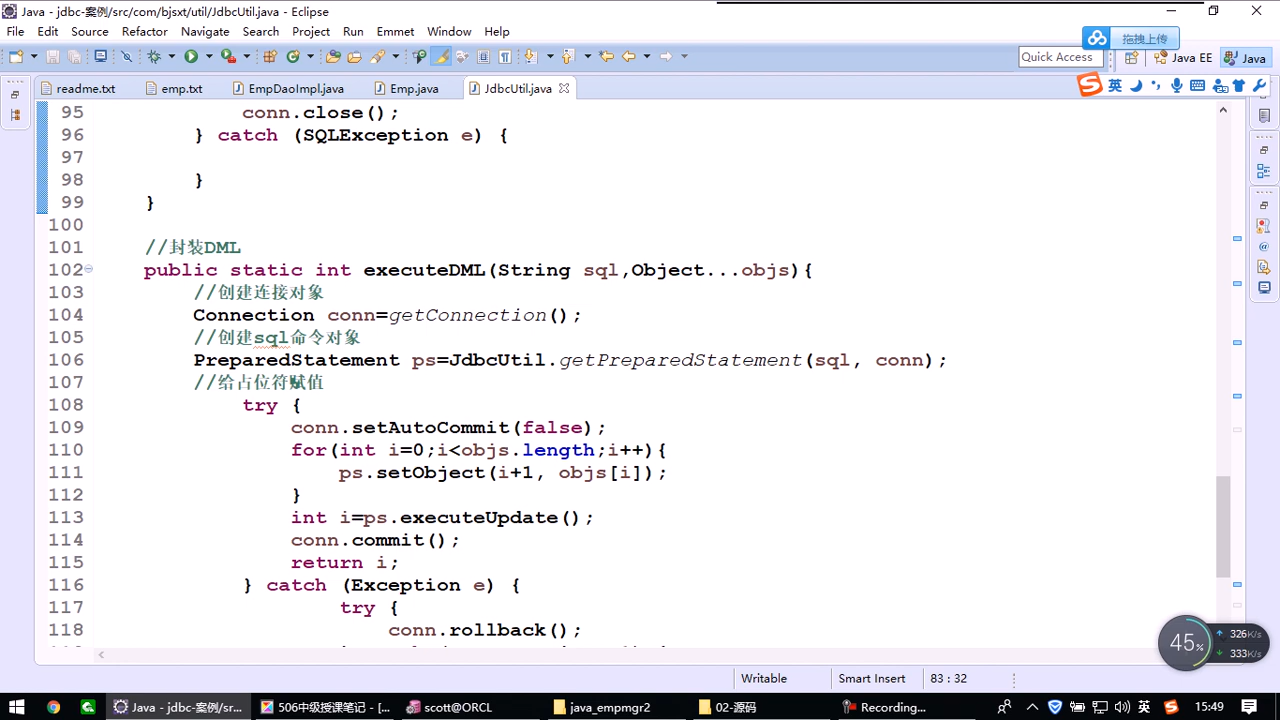 Java - jdbc-案例/src/com/bjsxt/util/JdbcUtil.java - Eclipse
File Edit Source Refactor Navigate Search Project Run Emmet Window Help
拖拽上传
Quick Access
Java EE
Java
readme.txt
emp.txt
EmpDaoImpl.java
Emp.java
JdbcUtil.java
英
95 conn.close();
96 } catch (SQLException e) {
97
98 }
99 }
100
101 //封装DML
102 public static int executeDML(String sql,Object...objs){
103 //创建连接对象
104 Connection conn=getConnection();
105 //创建sql命令对象
106 PreparedStatement ps=JdbcUtil.getPreparedStatement(sql, conn);
107 //给占位符赋值
108 try {
109 conn.setAutoCommit(false);
110 for(int i=0;i<objs.length;i++){
111 ps.setObject(i+1, objs[i]);
112 }
113 int i=ps.executeUpdate();
114 conn.commit();
115 return i;
116 } catch (Exception e) {
117 try {
118 conn.rollback();
45%
326K/s
333K/s
Writable
Smart Insert
83 : 32
Java - jdbc-案例/sr...
506中级授课笔记 - [...
scott@ORCL
java_empmgr2
02-源码
Recording...
英
15:49